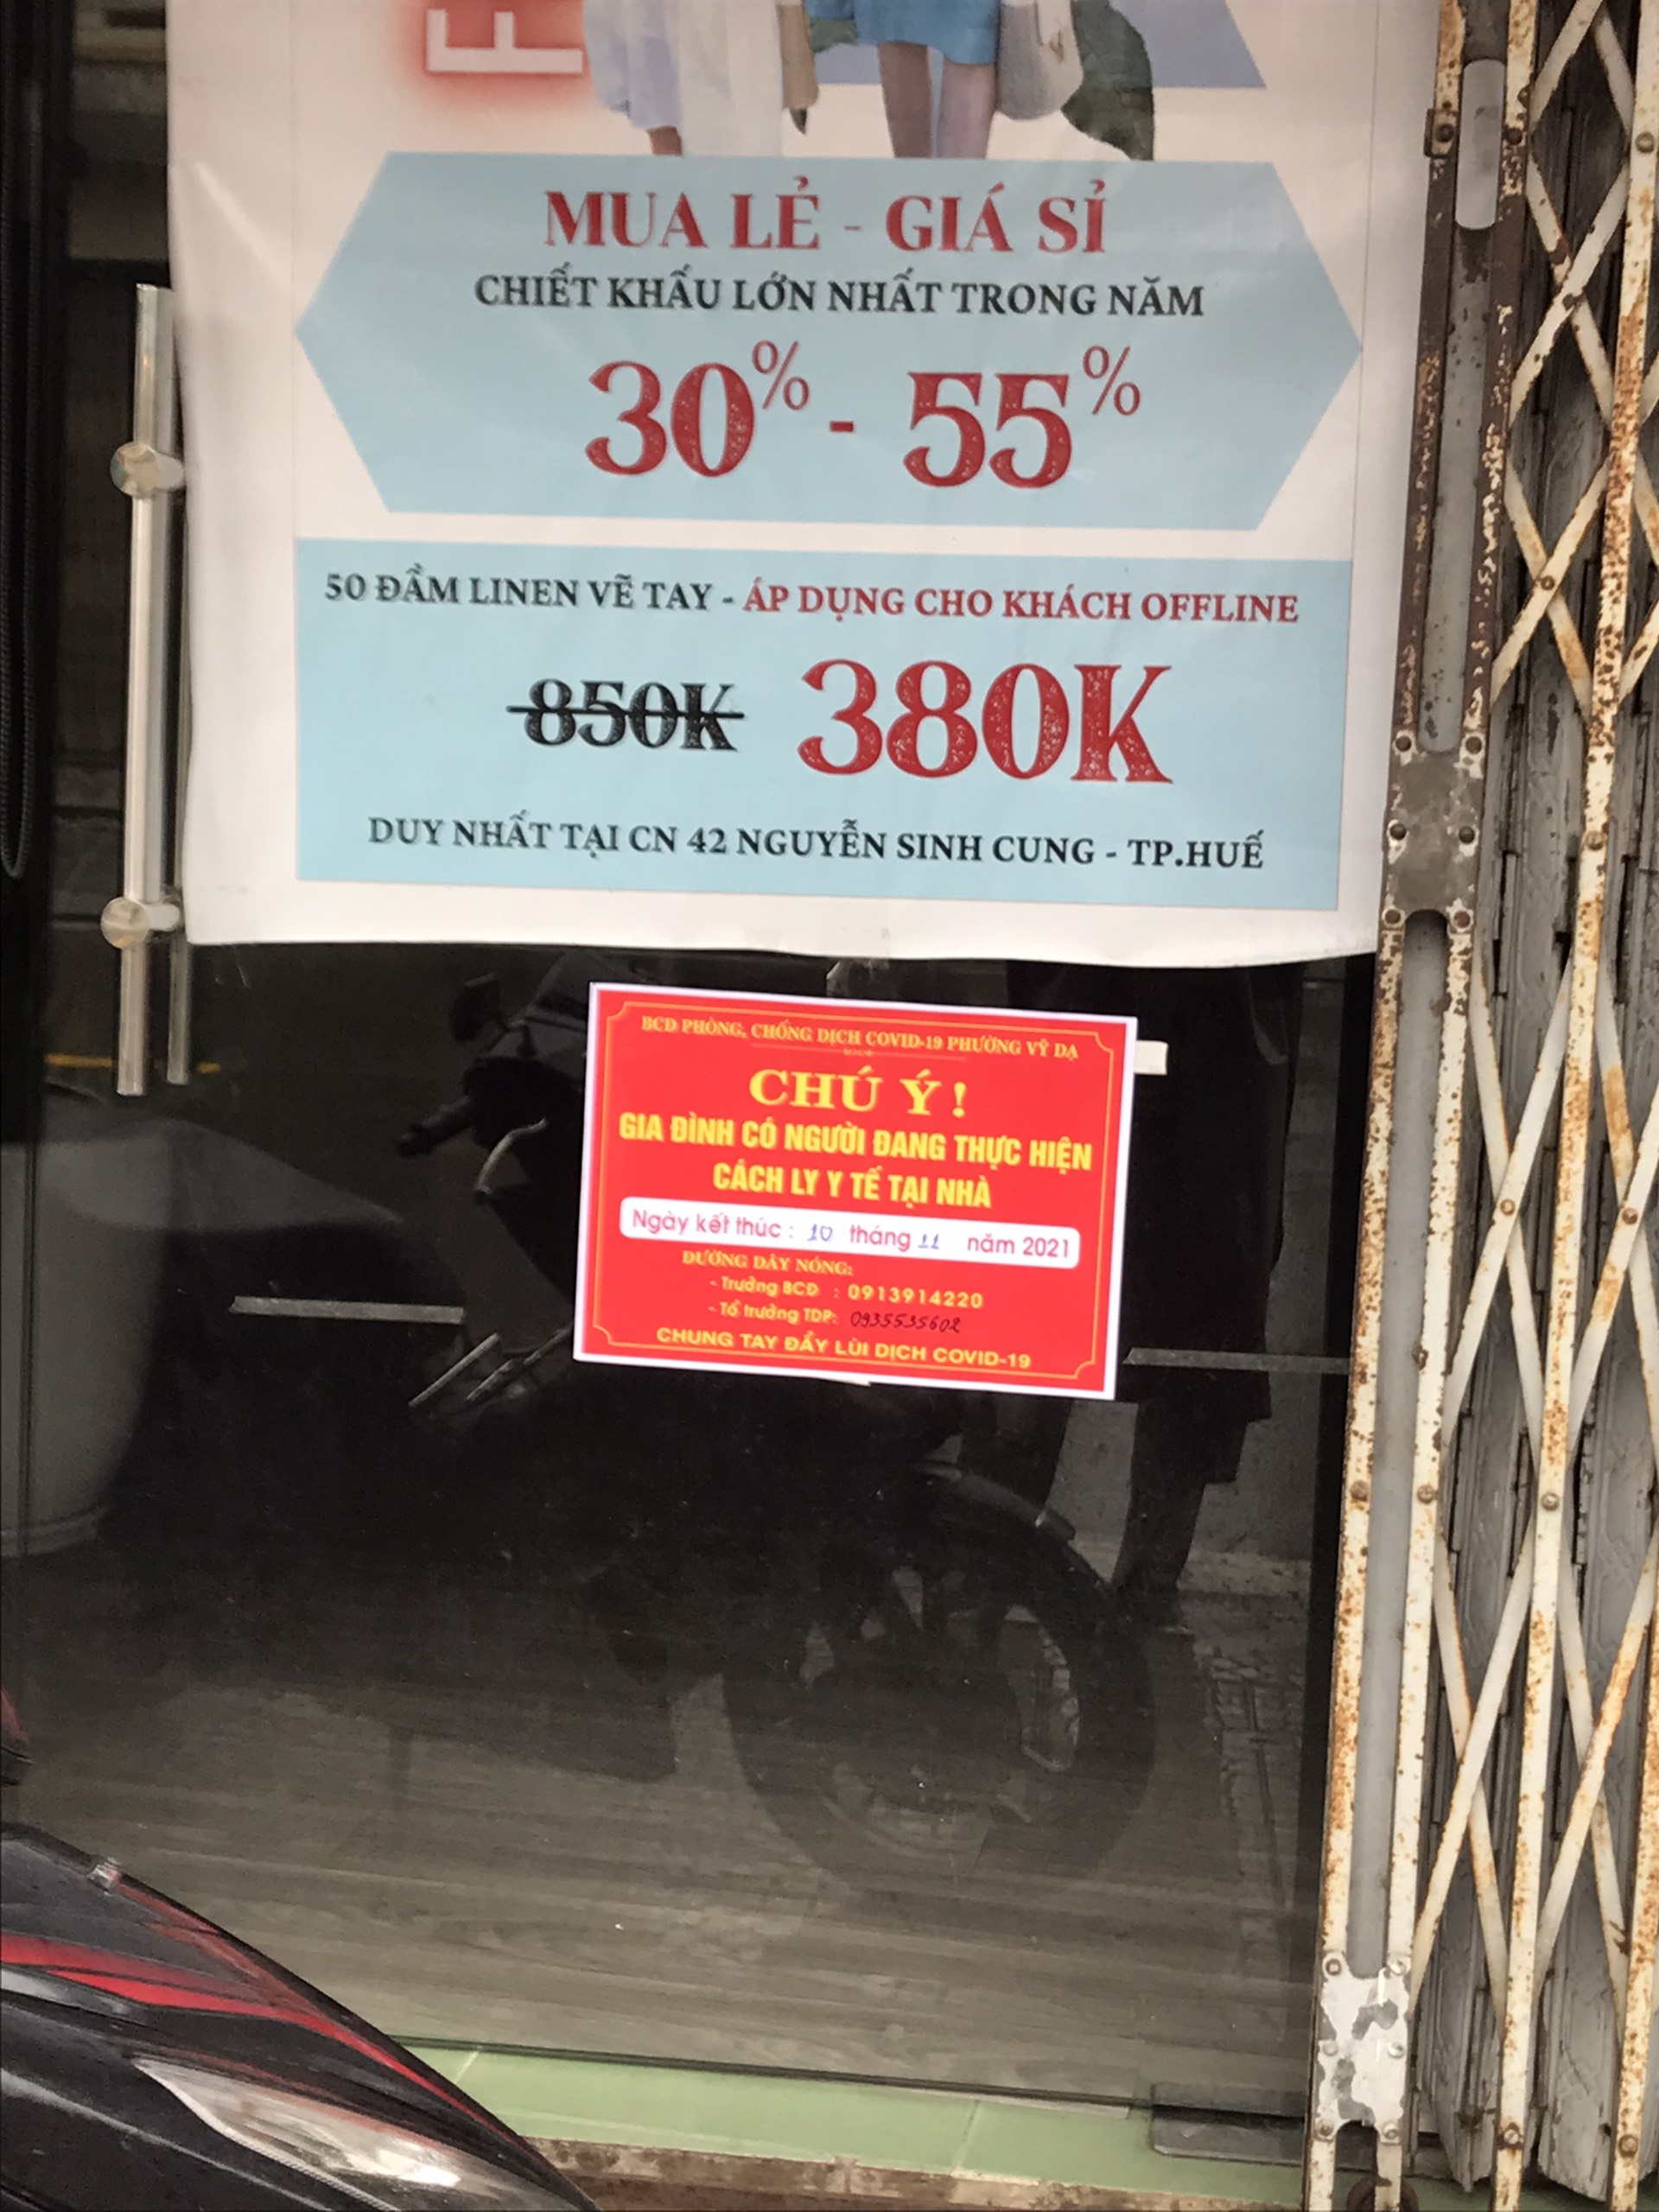 F
MUA LẺ - GIÁ SỈ
CHIẾT KHẤU LỚN NHẤT TRONG NĂM
30% - 55%
50 ĐẦM LINEN VẼ TAY - ÁP DỤNG CHO KHÁCH OFFLINE
850K 380K
DUY NHẤT TẠI CN 42 NGUYỄN SINH CUNG - TP.HUẾ
BCĐ PHÒNG, CHỐNG DỊCH COVID-19 PHƯỜNG VỸ DẠ
CHÚ Ý!
GIA ĐÌNH CÓ NGƯỜI ĐANG THỰC HIỆN
CÁCH LY Y TẾ TẠI NHÀ
Ngày kết thúc : 10 tháng 11 năm 2021
ĐƯỜNG DÂY NÓNG:
- Trưởng BCĐ : 0913914220
- Tổ trưởng TDP: 0935535602
CHUNG TAY ĐẨY LÙI DỊCH COVID-19